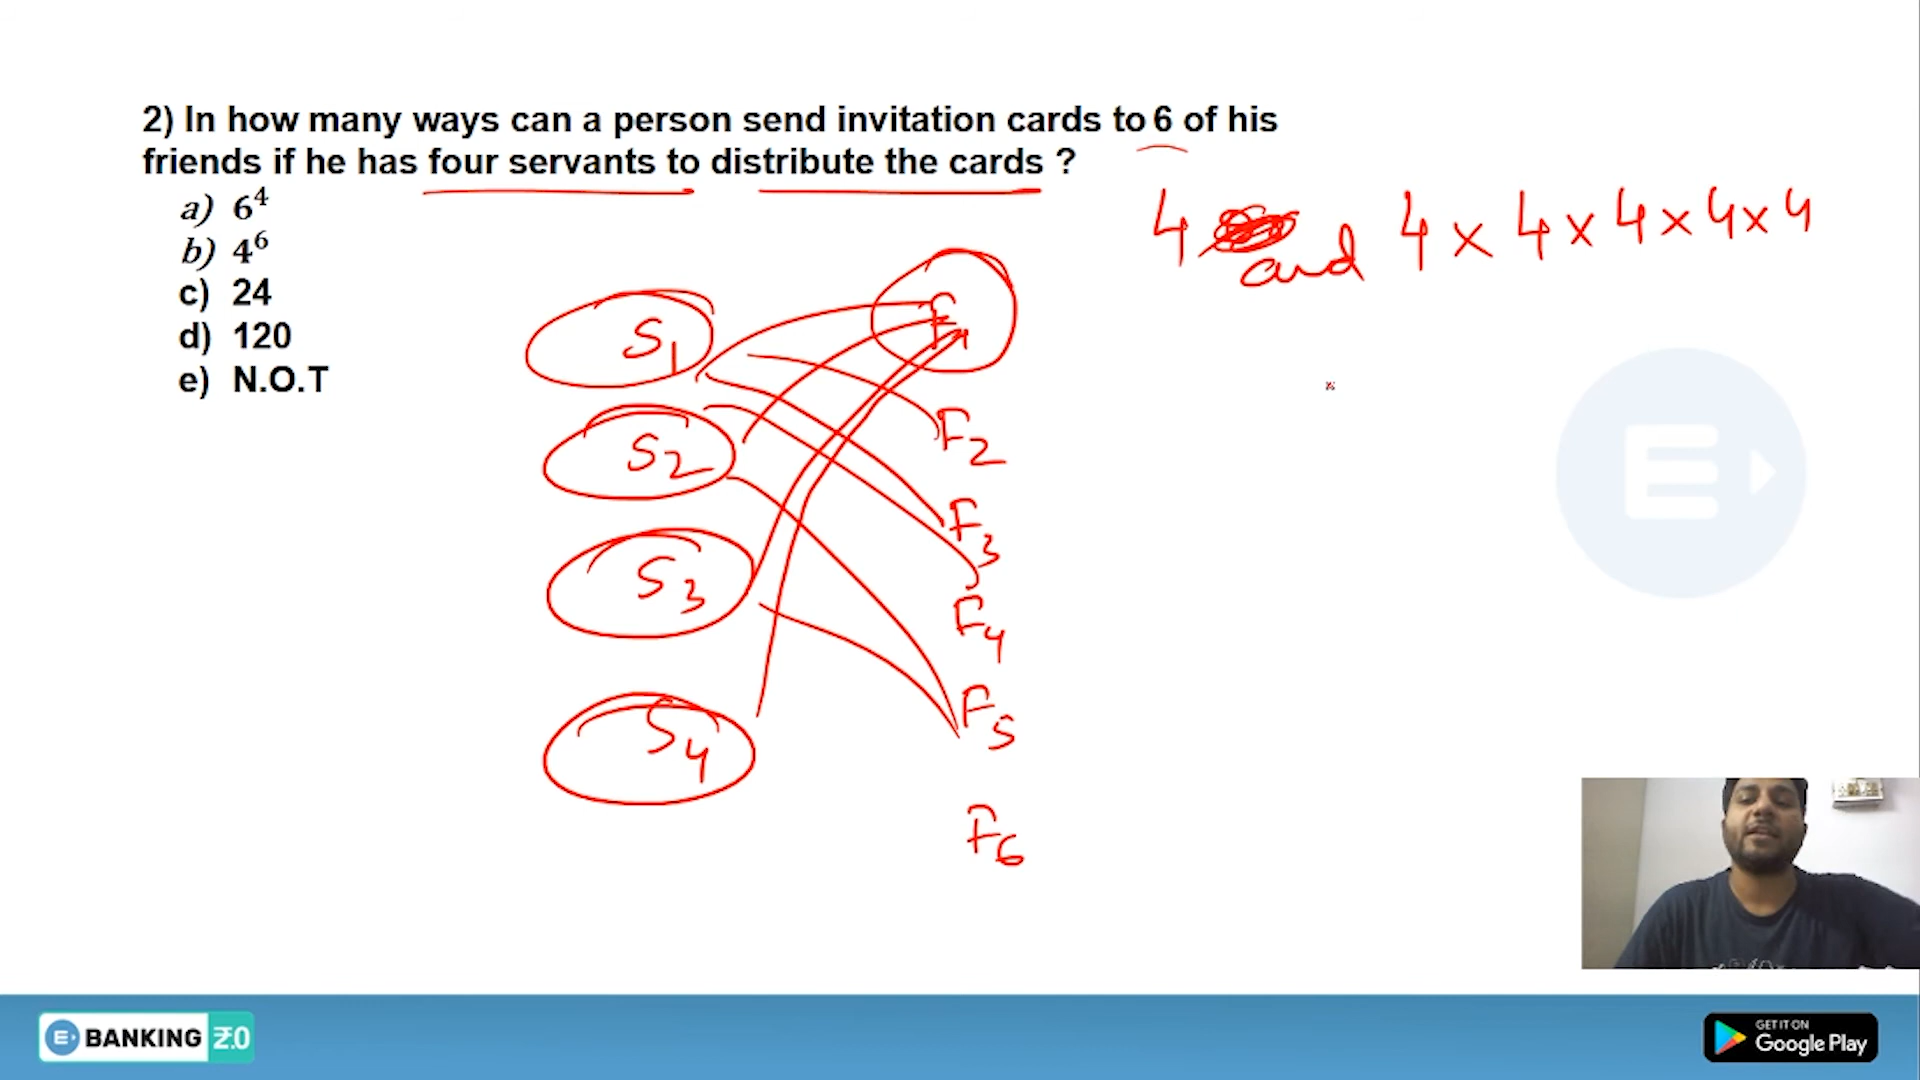 2) In how many ways can a person send invitation cards to 6 of his
friends if he has four servants to distribute the cards ?
a) 6⁴
b) 4⁶
c) 24
d) 120
e) N.O.T
4 and 4 × 4 × 4 × 4 × 4
S1
S2
S3
S4
F1
F2
F3
F4
F5
F6
E BANKING 2.0
GET IT ON
Google Play